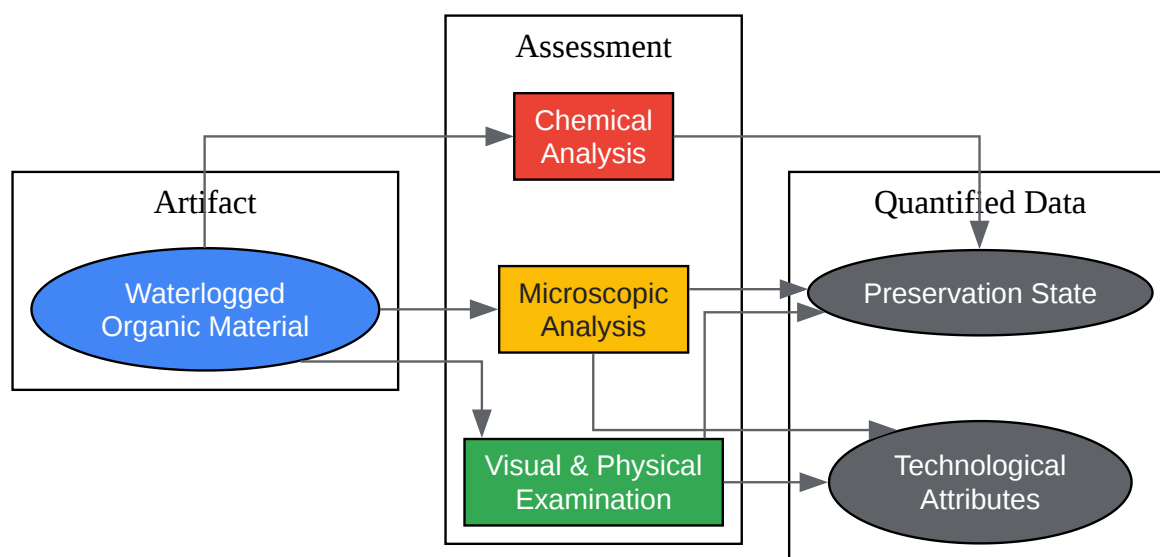 Assessment
Chemical
Analysis
Artifact
Quantified Data
Waterlogged
Organic Material
Microscopic
Analysis
Preservation State
Visual & Physical
Examination
Technological
Attributes